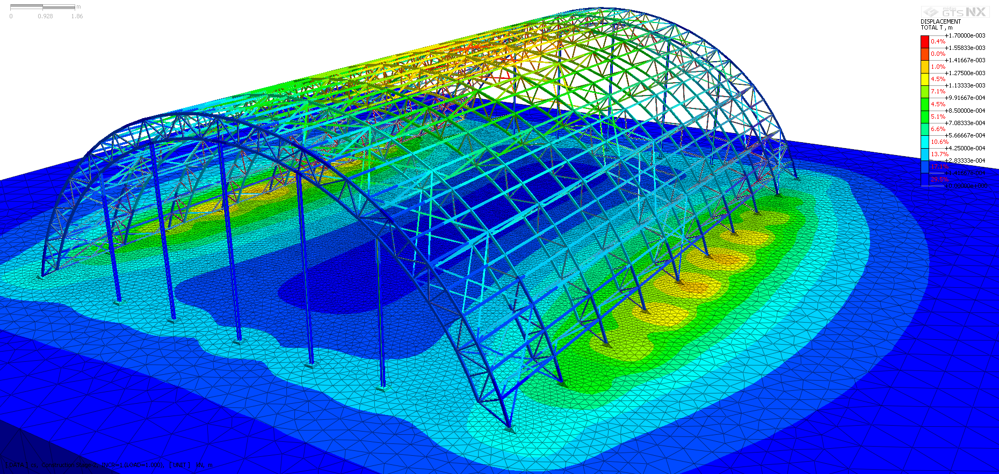 m
0 0.928 1.86
midas
GTS NX
DISPLACEMENT
TOTAL T , m
+1.70000e-003
0.4%
+1.55833e-003
0.0%
+1.41667e-003
1.0%
+1.27500e-003
4.5%
+1.13333e-003
7.1%
+9.91667e-004
4.5%
+8.50000e-004
5.1%
+7.08333e-004
6.6%
+5.66667e-004
10.6%
+4.25000e-004
13.7%
+2.83333e-004
17.1%
29.5%
[UNIT] kN, m